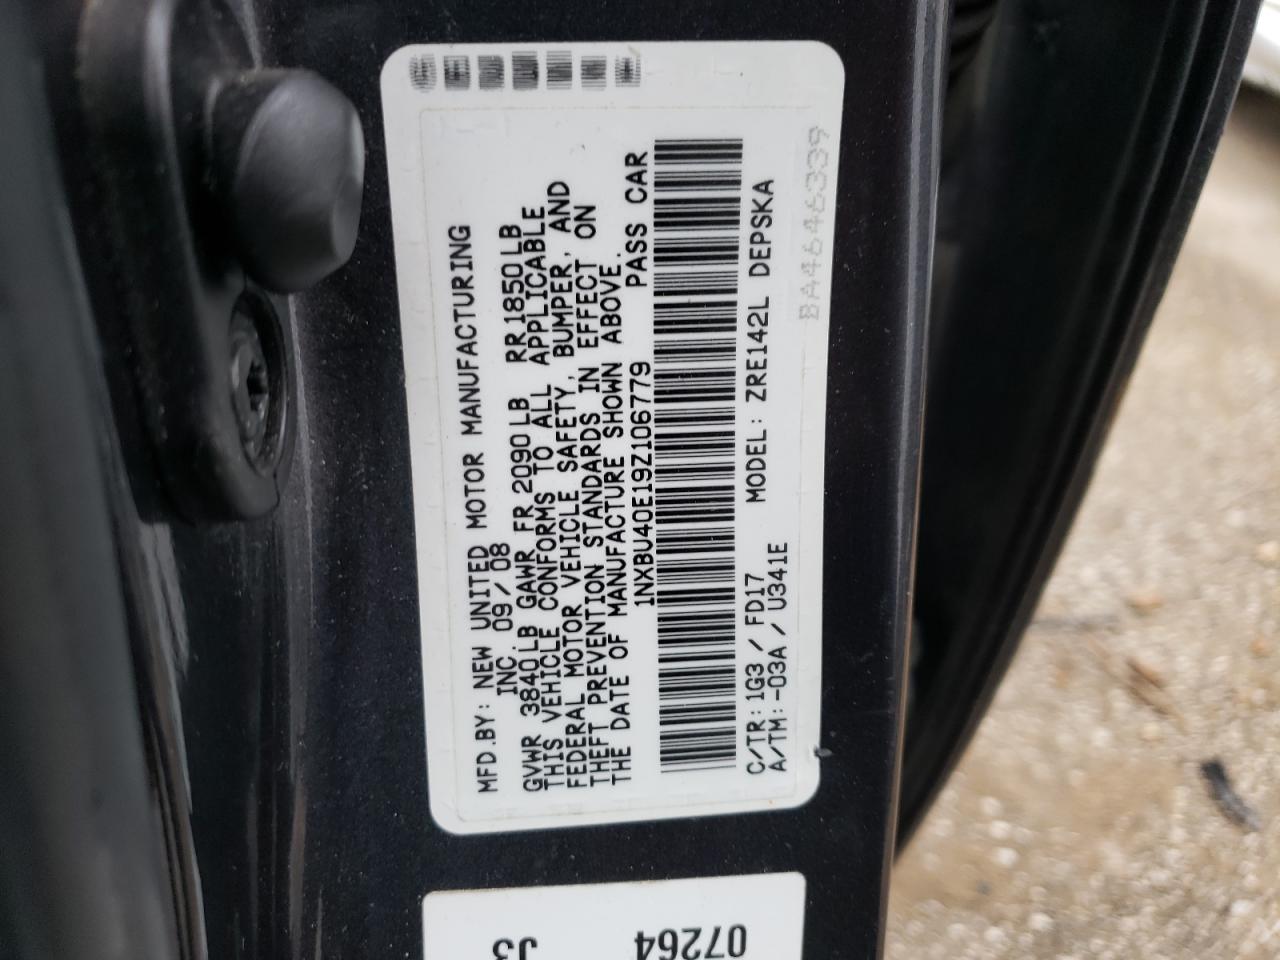 MFD.BY: NEW UNITED MOTOR MANUFACTURING
INC. 09/08
GVWR 3840LB GAWR FR 2090LB RR 1850LB
THIS VEHICLE CONFORMS TO ALL APPLICABLE
FEDERAL MOTOR VEHICLE SAFETY, BUMPER, AND
THEFT PREVENTION STANDARDS IN EFFECT ON
THE DATE OF MANUFACTURE SHOWN ABOVE.
1NXBU40E19Z106779 PASS CAR
C/TR: 1G3 / FD17 MODEL: ZRE142L DEPSKA
A/TM: -03A / U341E
BA4646339
07264